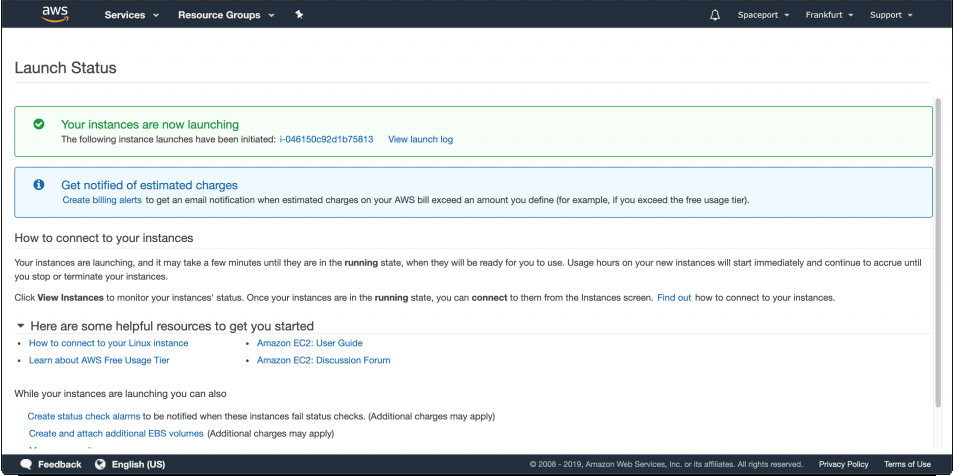 aws Services Resource Groups Spaceport Frankfurt Support
Launch Status
Your instances are now launching
The following instance launches have been initiated: i-046150c92d1b75813 View launch log
Get notified of estimated charges
Create billing alerts to get an email notification when estimated charges on your AWS bill exceed an amount you define (for example, if you exceed the free usage tier).
How to connect to your instances
Your instances are launching, and it may take a few minutes until they are in the running state, when they will be ready for you to use. Usage hours on your new instances will start immediately and continue to accrue until
you stop or terminate your instances.
Click View Instances to monitor your instances' status. Once your instances are in the running state, you can connect to them from the Instances screen. Find out how to connect to your instances.
Here are some helpful resources to get you started
• How to connect to your Linux instance • Amazon EC2: User Guide
• Learn about AWS Free Usage Tier • Amazon EC2: Discussion Forum
While your instances are launching you can also
Create status check alarms to be notified when these instances fail status checks. (Additional charges may apply)
Create and attach additional EBS volumes (Additional charges may apply)
Feedback English (US) © 2008 - 2019, Amazon Web Services, Inc. or its affiliates. All rights reserved. Privacy Policy Terms of Use